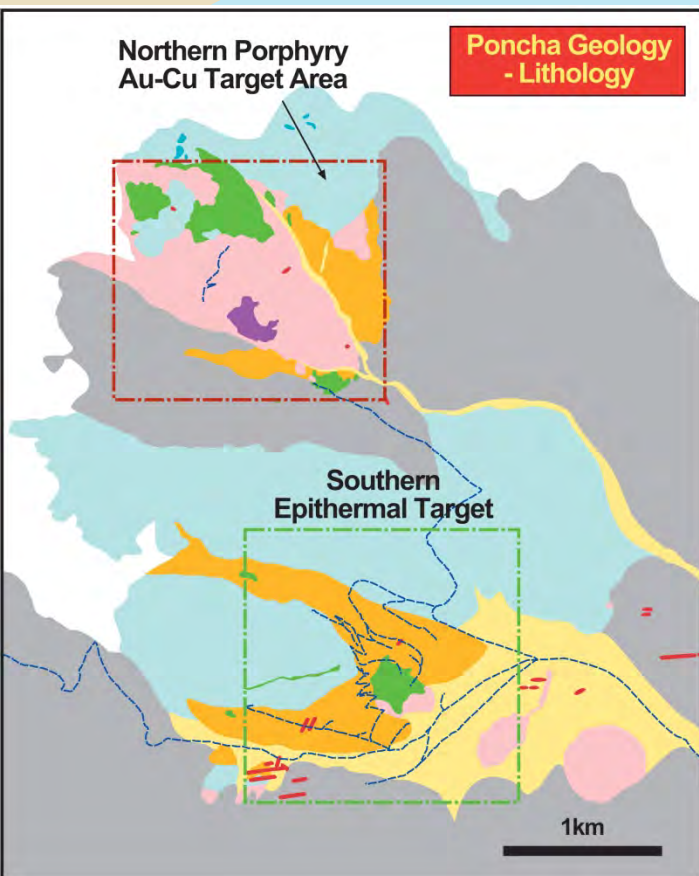 Northern Porphyry
Au-Cu Target Area
Poncha Geology
- Lithology
Southern
Epithermal Target
1km